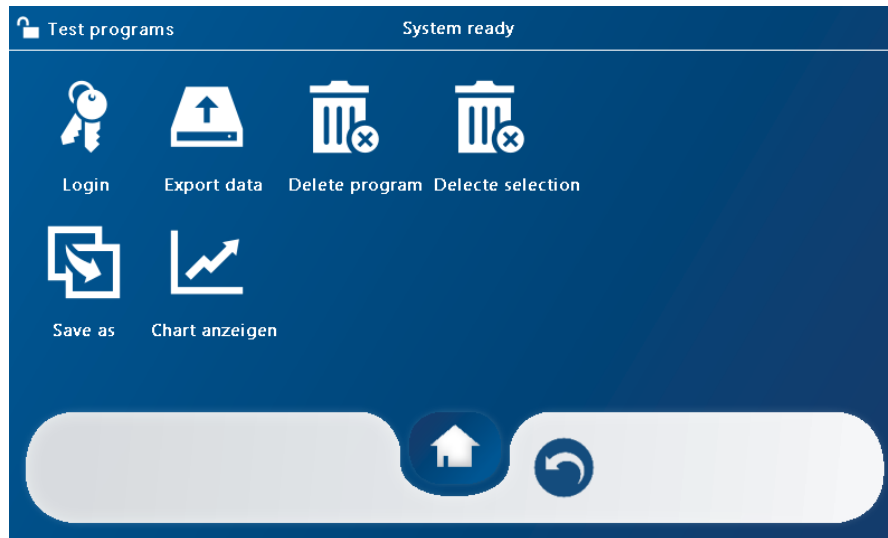 Test programs
System ready
Login
Export data
Delete program
Delecte selection
Save as
Chart anzeigen